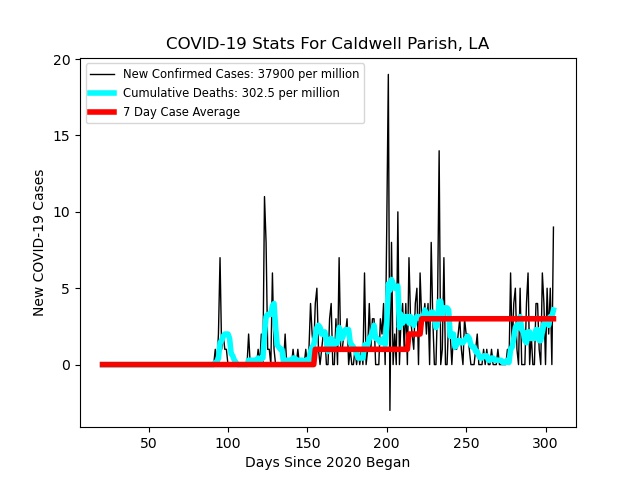 COVID-19 Stats For Caldwell Parish, LA
New Confirmed Cases: 37900 per million
Cumulative Deaths: 302.5 per million
7 Day Case Average
New COVID-19 Cases
20
15
10
5
0
50 100 150 200 250 300
Days Since 2020 Began